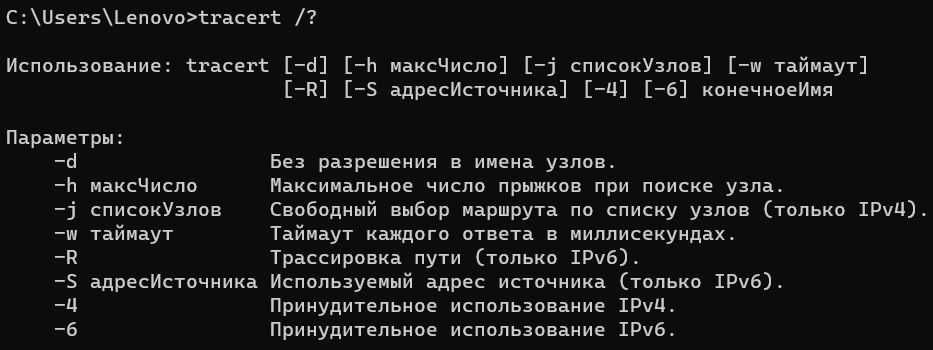 C:\Users\Lenovo>tracert /?
Использование: tracert [-d] [-h максЧисло] [-j списокУзлов] [-w таймаут]
[-R] [-S адресИсточника] [-4] [-6] конечноеИмя
Параметры:
-d Без разрешения в имена узлов.
-h максЧисло Максимальное число прыжков при поиске узла.
-j списокУзлов Свободный выбор маршрута по списку узлов (только IPv4).
-w таймаут Таймаут каждого ответа в миллисекундах.
-R Трассировка пути (только IPv6).
-S адресИсточника Используемый адрес источника (только IPv6).
-4 Принудительное использование IPv4.
-6 Принудительное использование IPv6.